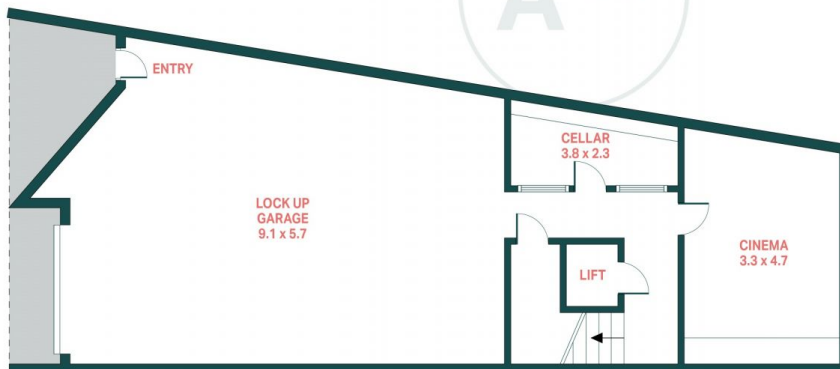 A
ENTRY
CELLAR
3.8 x 2.3
LOCK UP
GARAGE
9.1 x 5.7
LIFT
CINEMA
3.3 x 4.7